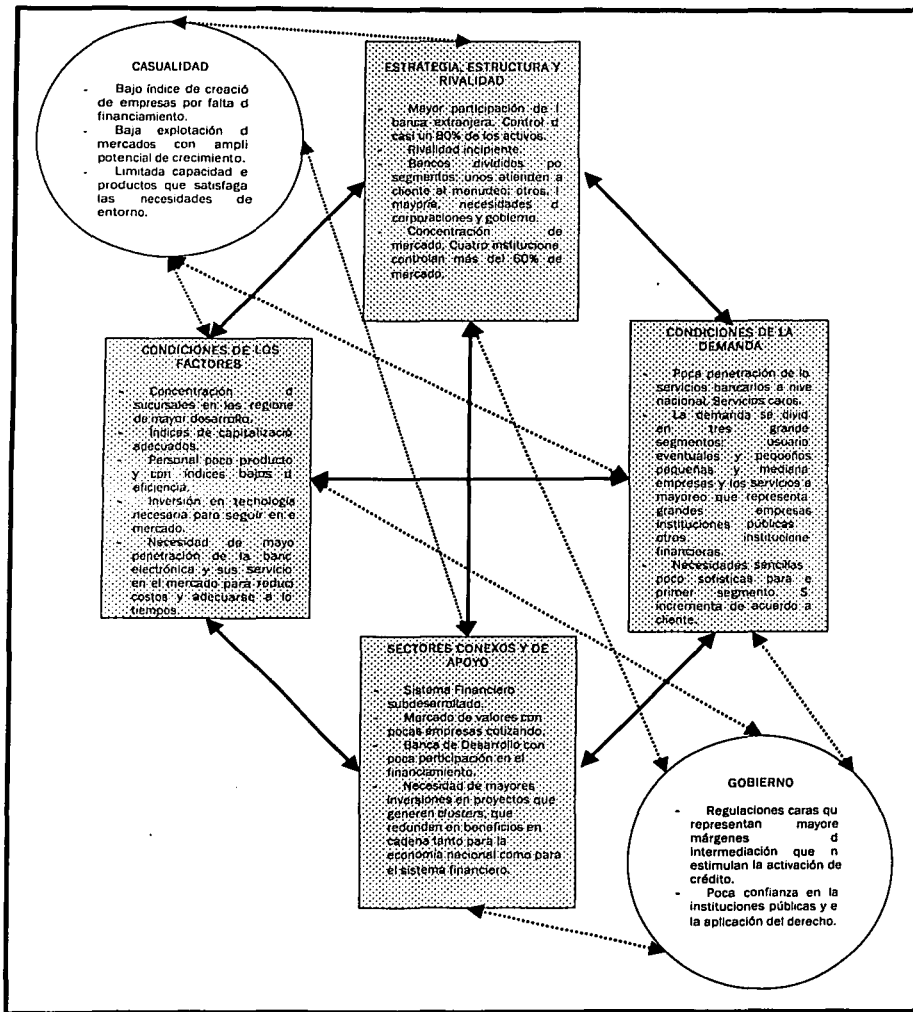 CASUALIDAD
- Bajo índice de creació
de empresas por falta d
financiamiento.
- Baja explotación d
mercados con ampli
potencial de crecimiento.
- Limitada capacidad e
productos que satisfaga
las necesidades de
entorno.
ESTRATEGIA, ESTRUCTURA Y
RIVALIDAD
- Mayor participación de l
banca extranjera. Control d
casi un 80% de los activos.
- Rivalidad incipiente.
- Bancos divididos po
segmentos: unos atienden a
cliente al menudeo; otros, l
mayoría, necesidades d
corporaciones y gobierno.
- Concentración de
mercado. Cuatro institucione
controlan más del 60% de
mercado.
CONDICIONES DE LOS
FACTORES
- Concentración d
sucursales en las regione
de mayor desarrollo.
- Índices de capitalizació
adecuados.
- Personal poco producto
y con índices bajos d
eficiencia.
- Inversión en tecnología
necesaria para seguir en e
mercado.
- Necesidad de mayo
penetración de la banc
electrónica y sus servicio
en el mercado para reduci
costos y adecuarse a lo
tiempos.
CONDICIONES DE LA
DEMANDA
- Poca penetración de lo
servicios bancarios a nive
nacional. Servicios caros.
- La demanda se divid
en tres grande
segmentos: usuario
eventuales y pequeños
pequeñas y mediana
empresas y los servicios a
mayoreo que representa
grandes empresas
instituciones públicas
otros institucione
financieras.
- Necesidades sencillas
poco sofisticas para e
primer segmento. S
incrementa de acuerdo a
cliente.
SECTORES CONEXOS Y DE
APOYO
- Sistema Financiero
subdesarrollado.
- Mercado de valores con
pocas empresas cotizando.
- Banca de Desarrollo con
poca participación en el
financiamiento.
- Necesidad de mayores
inversiones en proyectos que
generen clusters, que
redunden en beneficios en
cadena tanto para la
economía nacional como para
el sistema financiero.
GOBIERNO
- Regulaciones caras qu
representan mayore
márgenes d
intermediación que n
estimulan la activación de
crédito.
- Poca confianza en la
instituciones públicas y e
la aplicación del derecho.